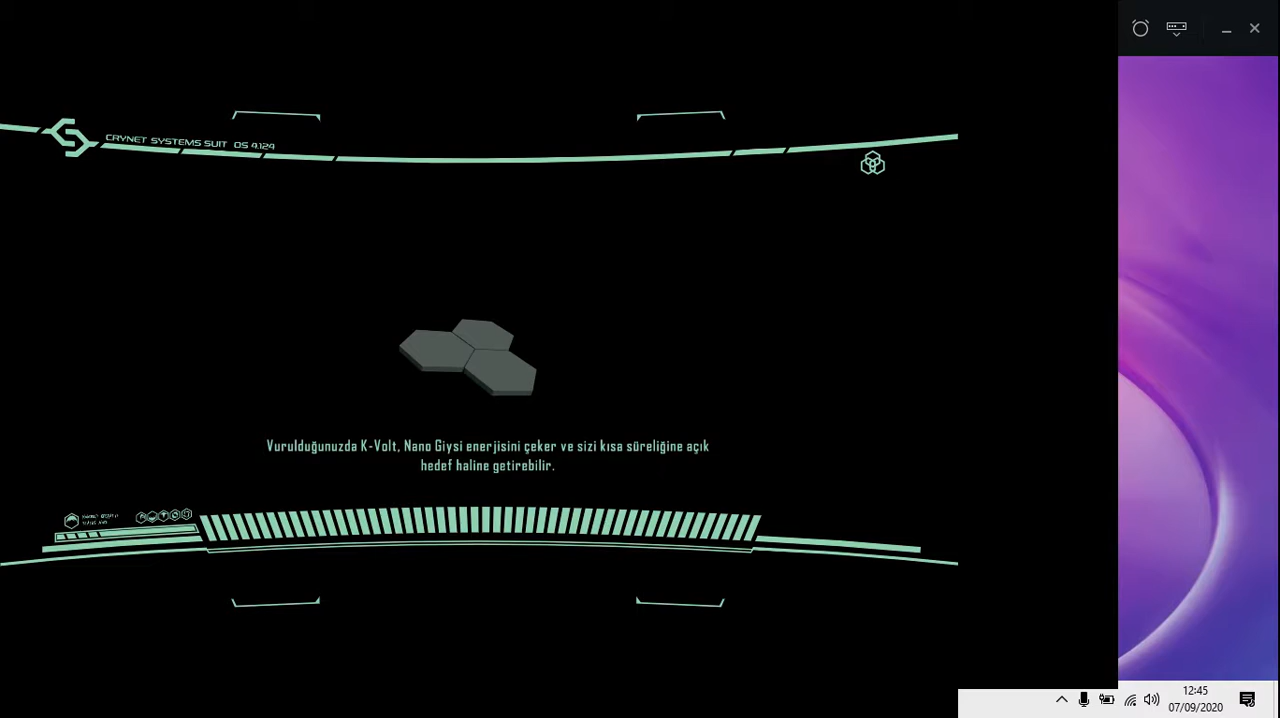 CRYNET SYSTEMS SUIT OS 4.124
Vurulduğunuzda K-Volt, Nano Giysi enerjisini çeker ve sizi kısa süreliğine açık
hedef haline getirebilir.
12:45
07/09/2020